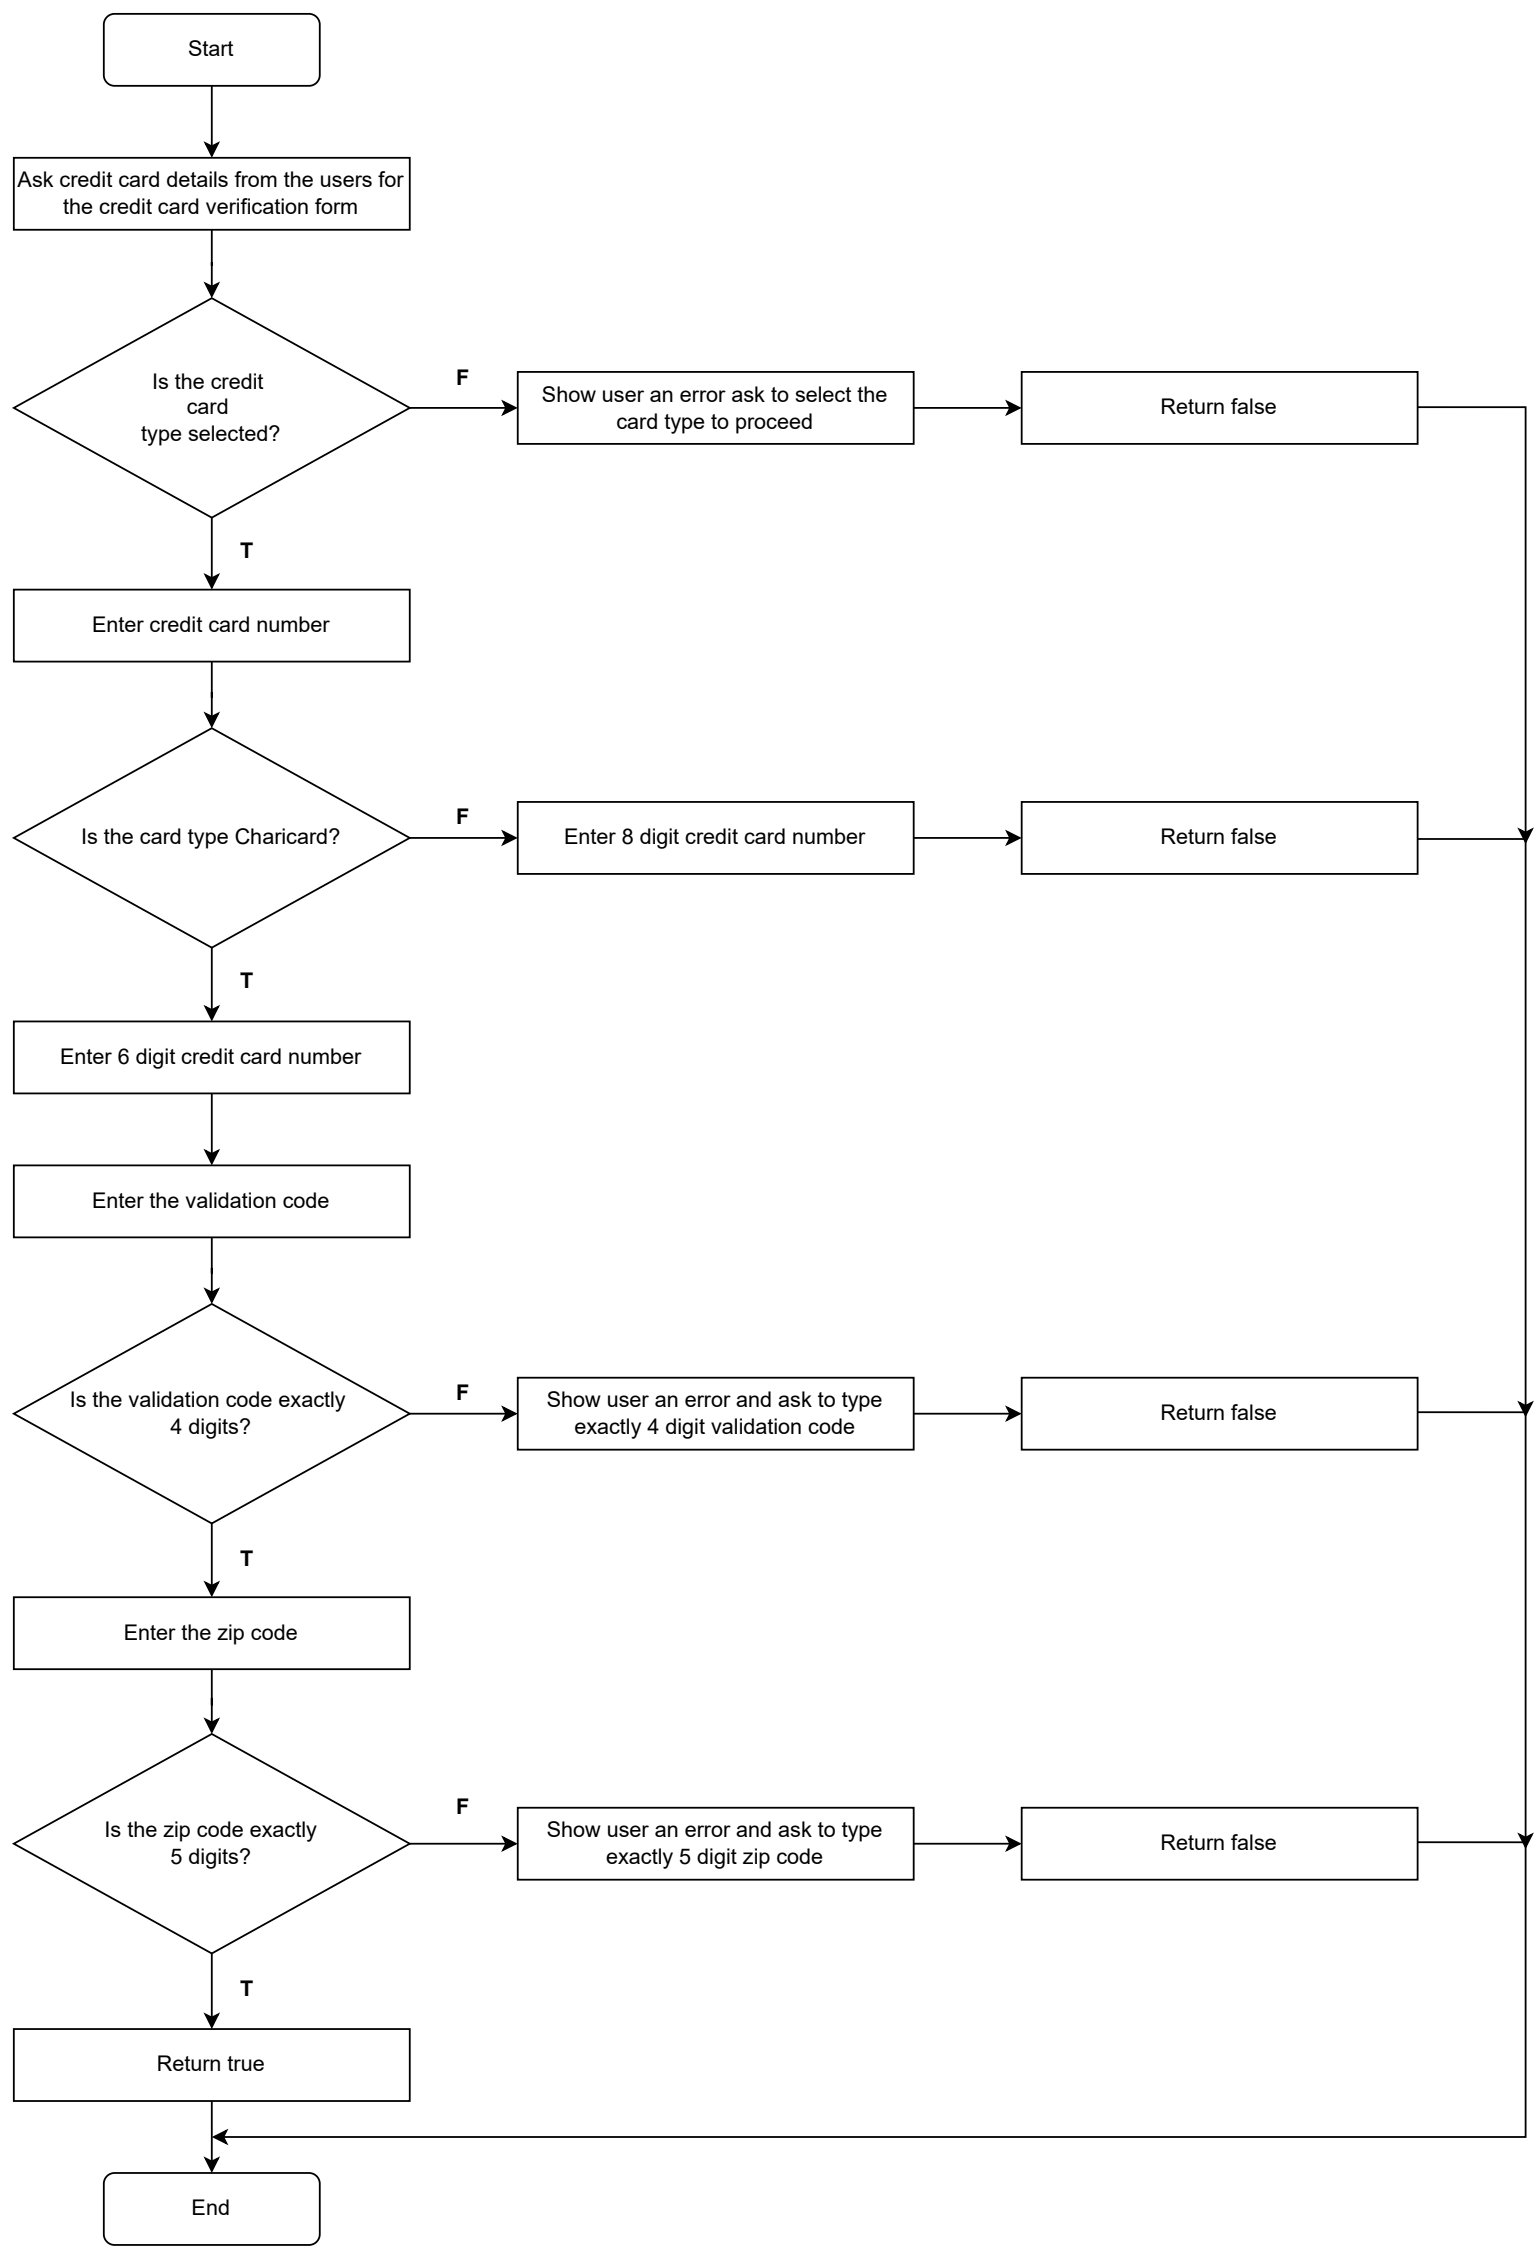 Start
Ask credit card details from the users for
the credit card verification form
Is the credit
card
type selected?
F
Show user an error ask to select the
card type to proceed
Return false
T
Enter credit card number
Is the card type Charicard?
F
Enter 8 digit credit card number
Return false
T
Enter 6 digit credit card number
Enter the validation code
Is the validation code exactly
4 digits?
F
Show user an error and ask to type
exactly 4 digit validation code
Return false
T
Enter the zip code
Is the zip code exactly
5 digits?
F
Show user an error and ask to type
exactly 5 digit zip code
Return false
T
Return true
End